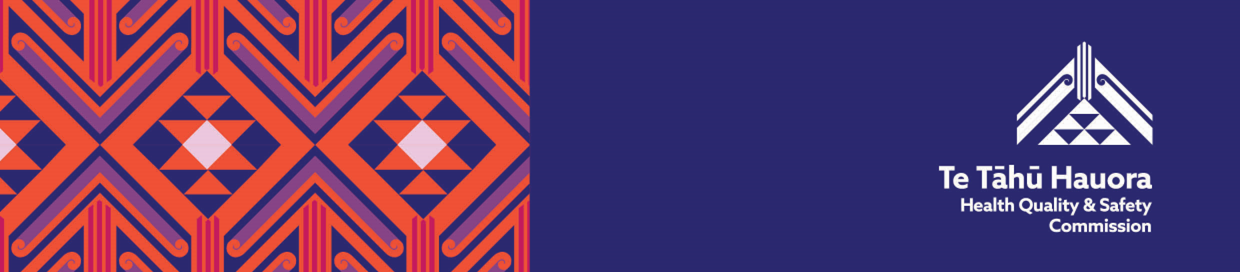 Te Tāhū Hauora
Health Quality & Safety
Commission